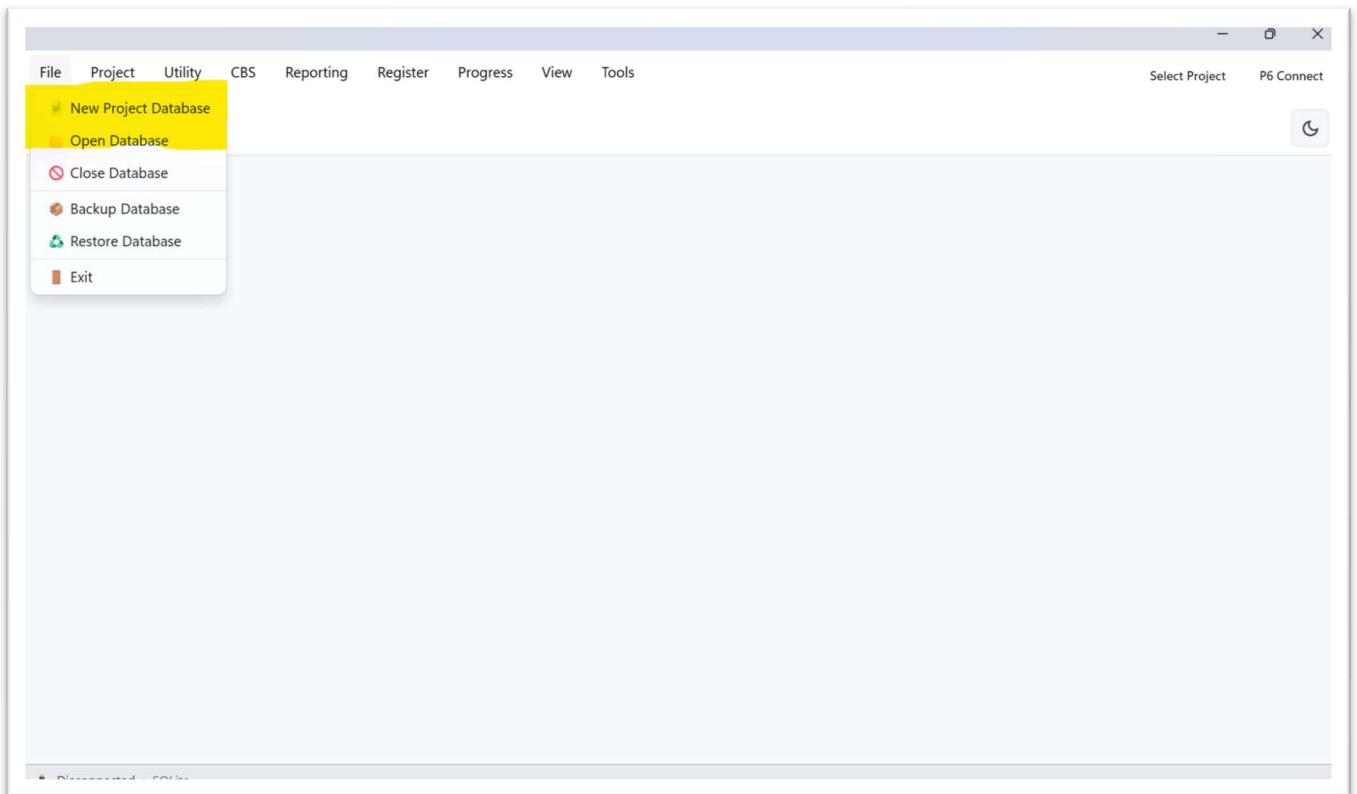 File Project Utility CBS Reporting Register Progress View Tools Select Project P6 Connect
New Project Database
Open Database
Close Database
Backup Database
Restore Database
Exit